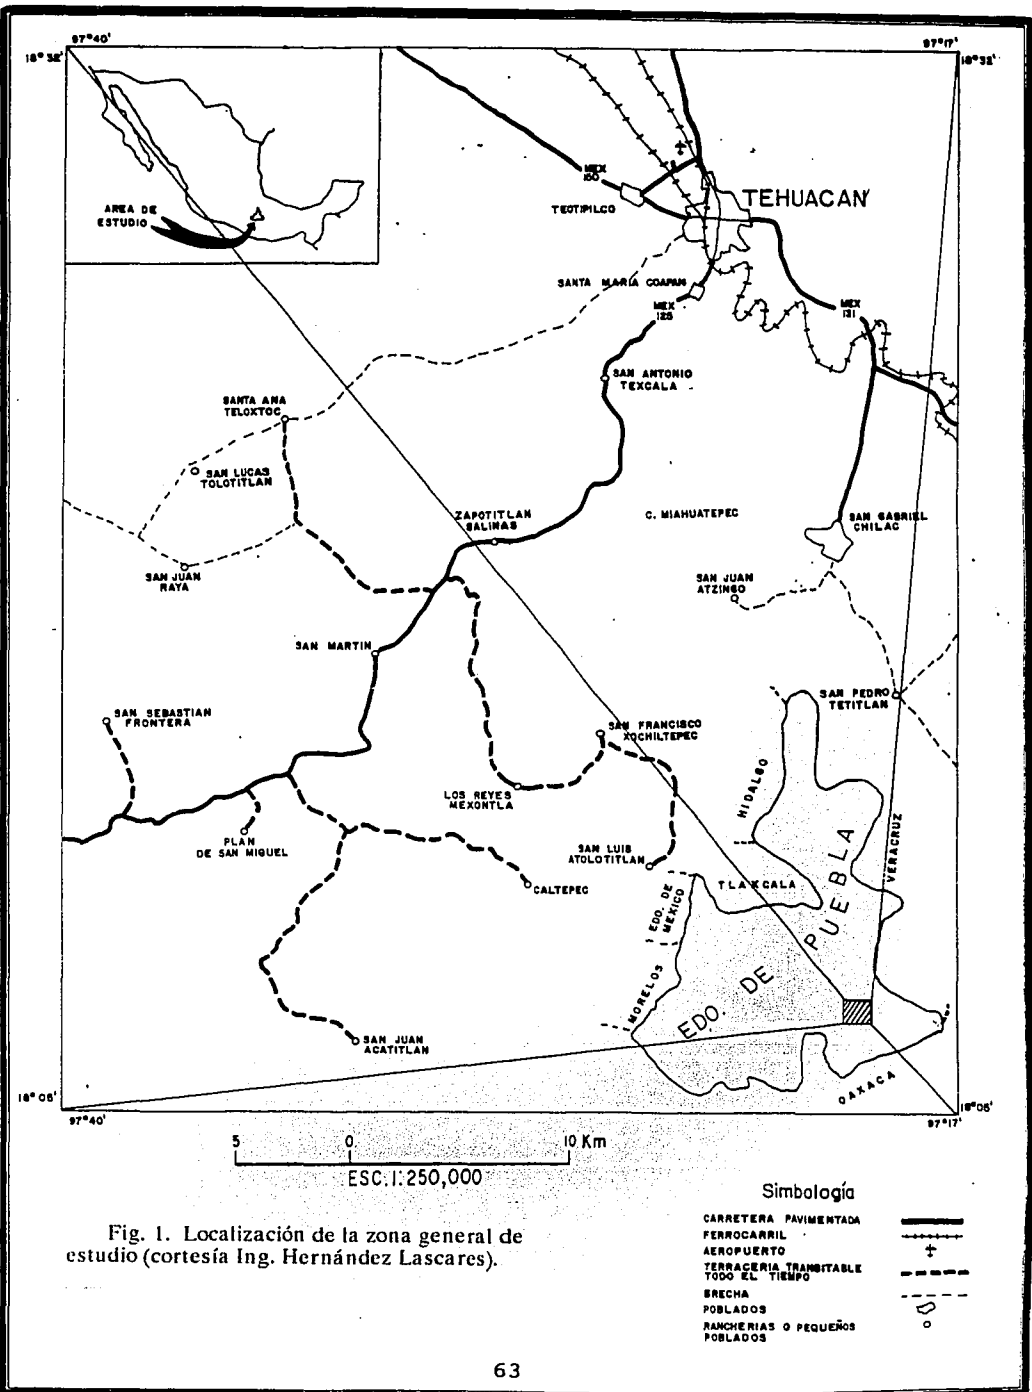 97°40'
97°17'
18°32'
18°32'
AREA DE
ESTUDIO
MEX
150
TEOTIPILCO
TEHUACAN
SANTA MARIA COAPAN
MEX
125
MEX
131
SAN ANTONIO
TEXCALA
SANTA ANA
TELOXTOC
SAN LUCAS
TOLOTITLAN
ZAPOTITLAN
SALINAS
C. MIAHUATEPEC
SAN GABRIEL
CHILAC
SAN JUAN
RAYA
SAN JUAN
ATZINGO
SAN MARTIN
SAN PEDRO
TETITLAN
SAN SEBASTIAN
FRONTERA
SAN FRANCISCO
XOCHILTEPEC
LOS REYES
MEXONTLA
HIDALGO
PLAN
DE SAN MIGUEL
SAN LUIS
ATOLOTITLAN
VERACRUZ
CALTEPEC
TLAXCALA
EDO. DE
MEXICO
MORELOS
EDO. DE PUEBLA
SAN JUAN
ACATITLAN
OAXACA
18°05'
18°05'
97°40'
97°17'
5 0 10 Km
ESC.1:250,000
Simbología
CARRETERA PAVIMENTADA
FERROCARRIL
AEROPUERTO
TERRACERIA TRANSITABLE
TODO EL TIEMPO
BRECHA
POBLADOS
RANCHERIAS O PEQUEÑOS
POBLADOS
Fig. 1. Localización de la zona general de
estudio (cortesía Ing. Hernández Lascares).
63